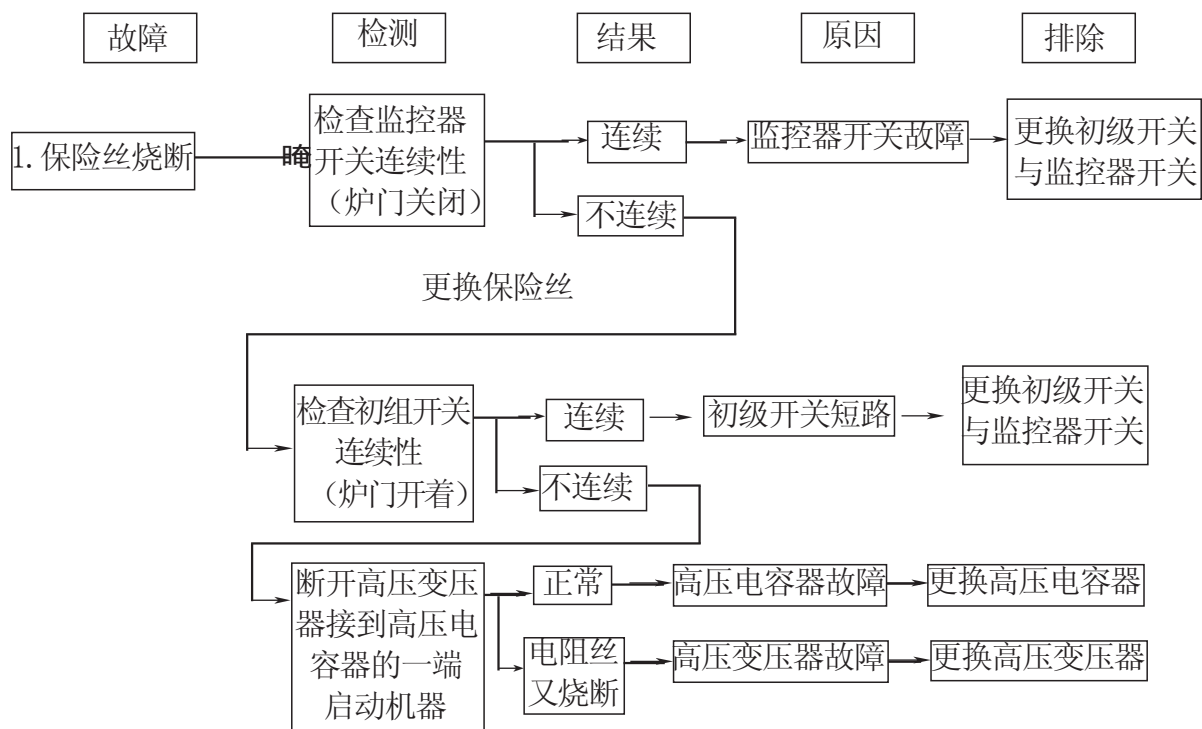 故障
检测
结果
原因
排除
1.保险丝烧断
晻
检查监控器
开关连续性
（炉门关闭）
连续
监控器开关故障
更换初级开关
与监控器开关
不连续
更换保险丝
检查初组开关
连续性
（炉门开着）
连续
初级开关短路
更换初级开关
与监控器开关
不连续
断开高压变压
器接到高压电
容器的一端
启动机器
正常
高压电容器故障
更换高压电容器
电阻丝
又烧断
高压变压器故障
更换高压变压器